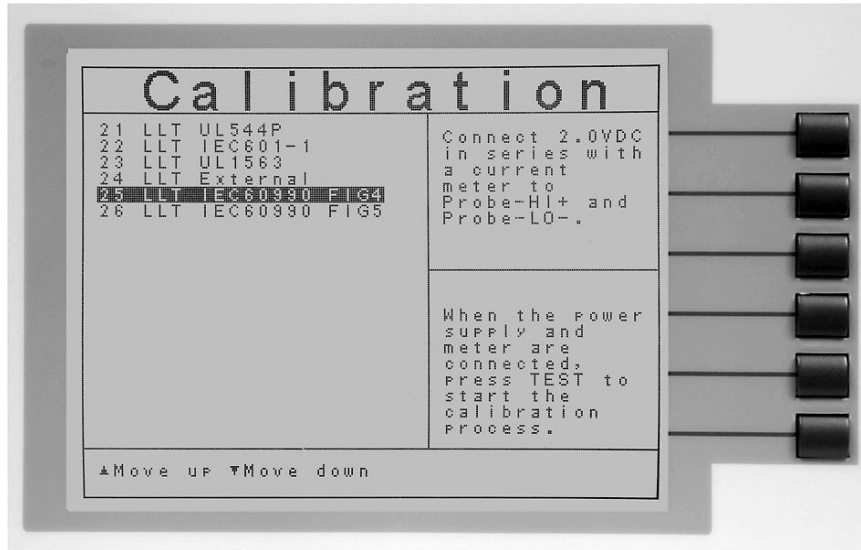 Calibration
21 LLT UL544P
22 LLT IEC601-1
23 LLT UL1563
24 LLT External
25 LLT IEC60990 FIG4
26 LLT IEC60990 FIG5
Connect 2.0VDC
in series with
a current
meter to
Probe-HI+ and
Probe-LO-.
When the power
supply and
meter are
connected,
press TEST to
start the
calibration
process.
▲Move up ▼Move down